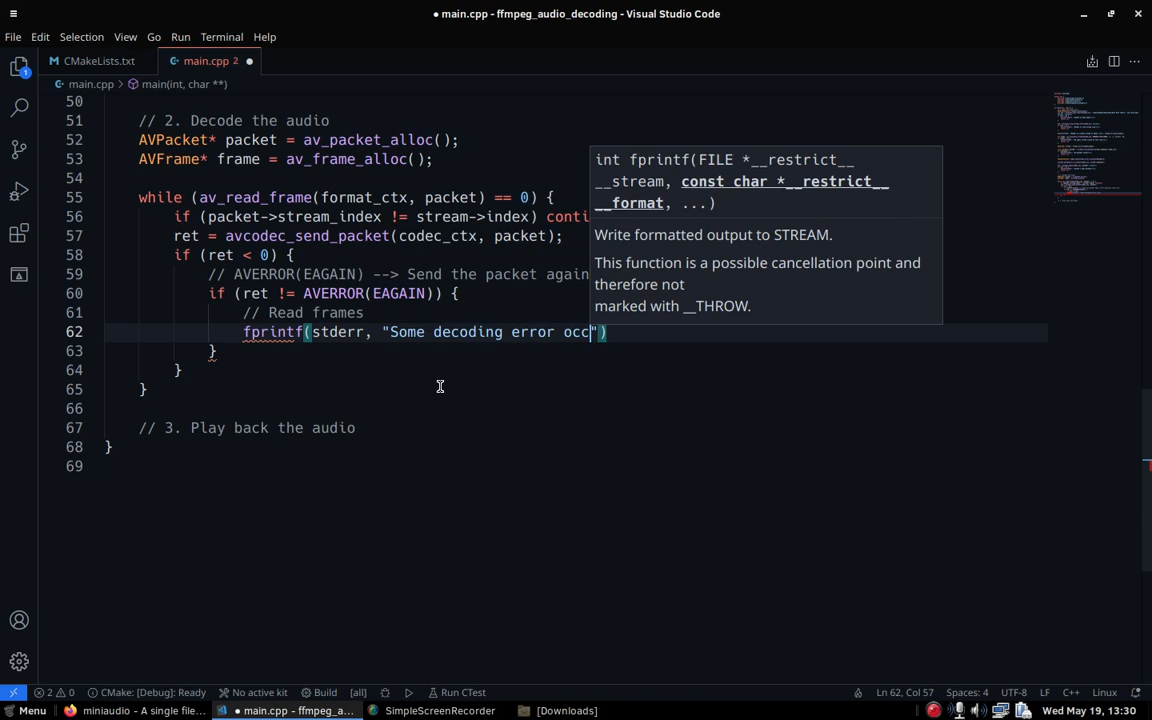 ● main.cpp - ffmpeg_audio_decoding - Visual Studio Code
File Edit Selection View Go Run Terminal Help
CMakeLists.txt main.cpp 2 ●
main.cpp > main(int, char **)
50
51 // 2. Decode the audio
52 AVPacket* packet = av_packet_alloc();
53 AVFrame* frame = av_frame_alloc();
54
55 while (av_read_frame(format_ctx, packet) == 0) {
56 if (packet->stream_index != stream->index) conti
57 ret = avcodec_send_packet(codec_ctx, packet);
58 if (ret < 0) {
59 // AVERROR(EAGAIN) --> Send the packet again
60 if (ret != AVERROR(EAGAIN)) {
61 // Read frames
62 fprintf(stderr, "Some decoding error occ")
63 }
64 }
65 }
66
67 // 3. Play back the audio
68 }
69
int fprintf(FILE *__restrict__
__stream, const char *__restrict__
__format, ...)
Write formatted output to STREAM.
This function is a possible cancellation point and
therefore not
marked with __THROW.
2 0 CMake: [Debug]: Ready No active kit Build [all] Run CTest Ln 62, Col 57 Spaces: 4 UTF-8 LF C++ Linux
Menu miniaudio - A single file... ● main.cpp - ffmpeg_a... SimpleScreenRecorder [Downloads] Wed May 19, 13:30